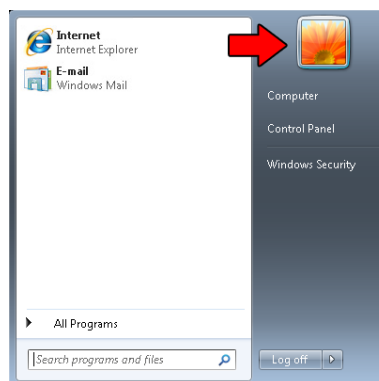 Internet
Internet Explorer
E-mail
Windows Mail
Computer
Control Panel
Windows Security
All Programs
Search programs and files
Log off